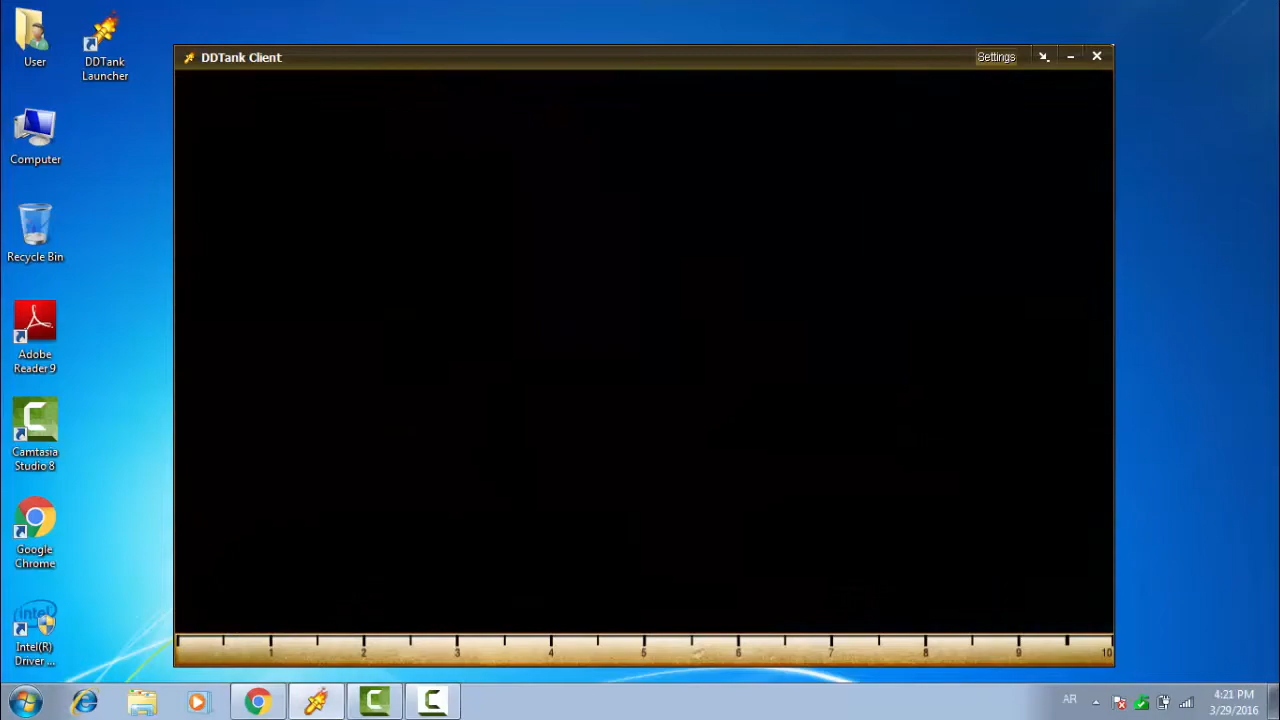 User
DDTank
Launcher
Computer
Recycle Bin
Adobe
Reader 9
Camtasia
Studio 8
Google
Chrome
intel
Intel(R)
Driver ...
DDTank Client
Settings
1 2 3 4 5 6 7 8 9 10
AR
4:21 PM
3/29/2016